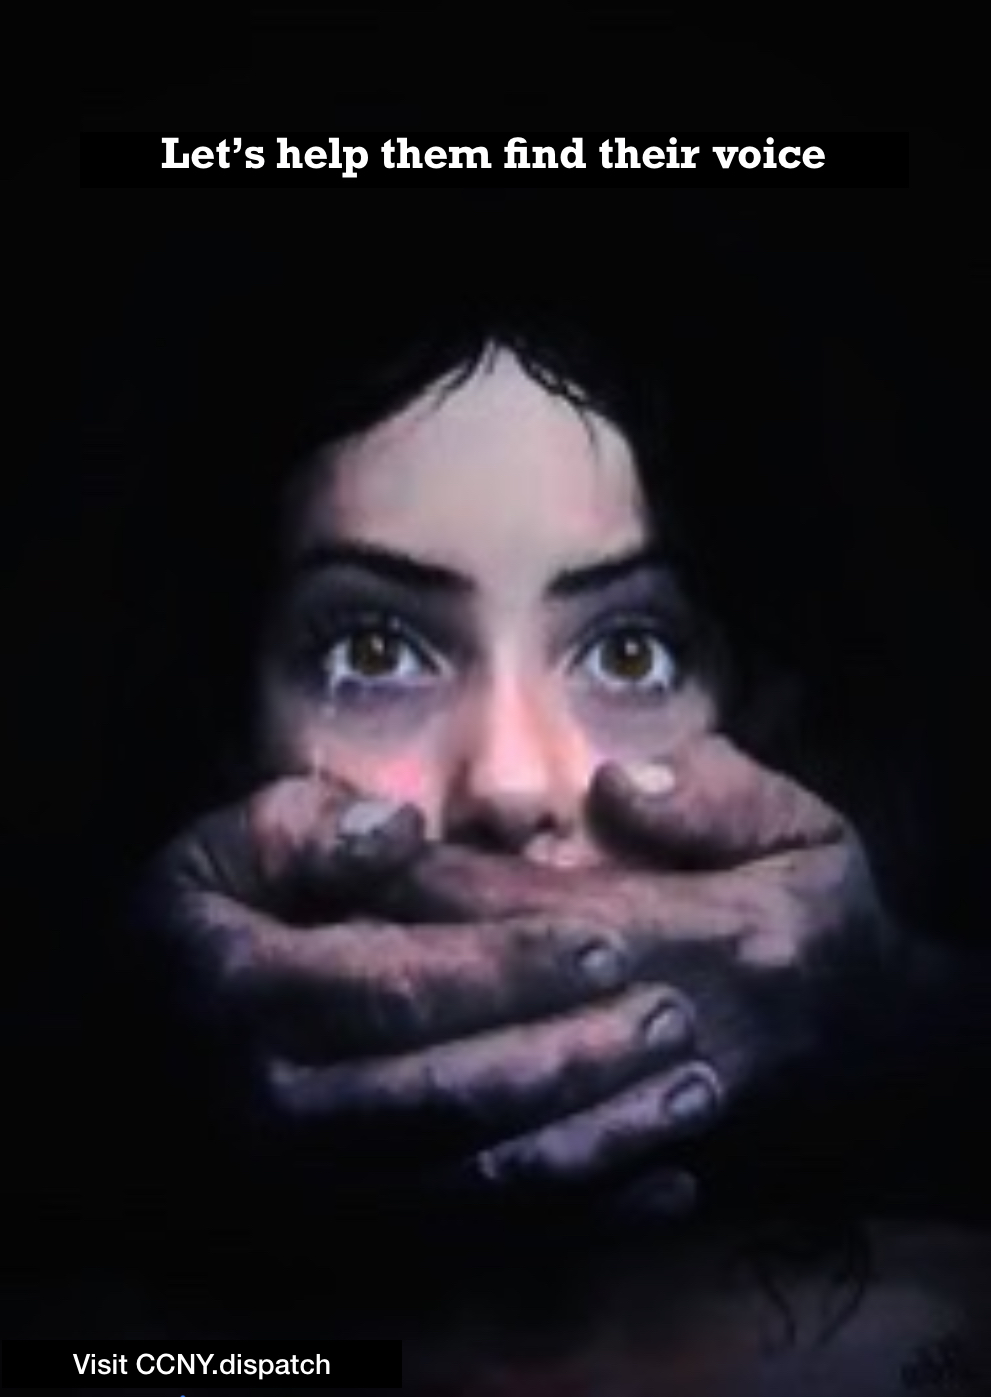 Let’s help them find their voice
Visit CCNY.dispatch